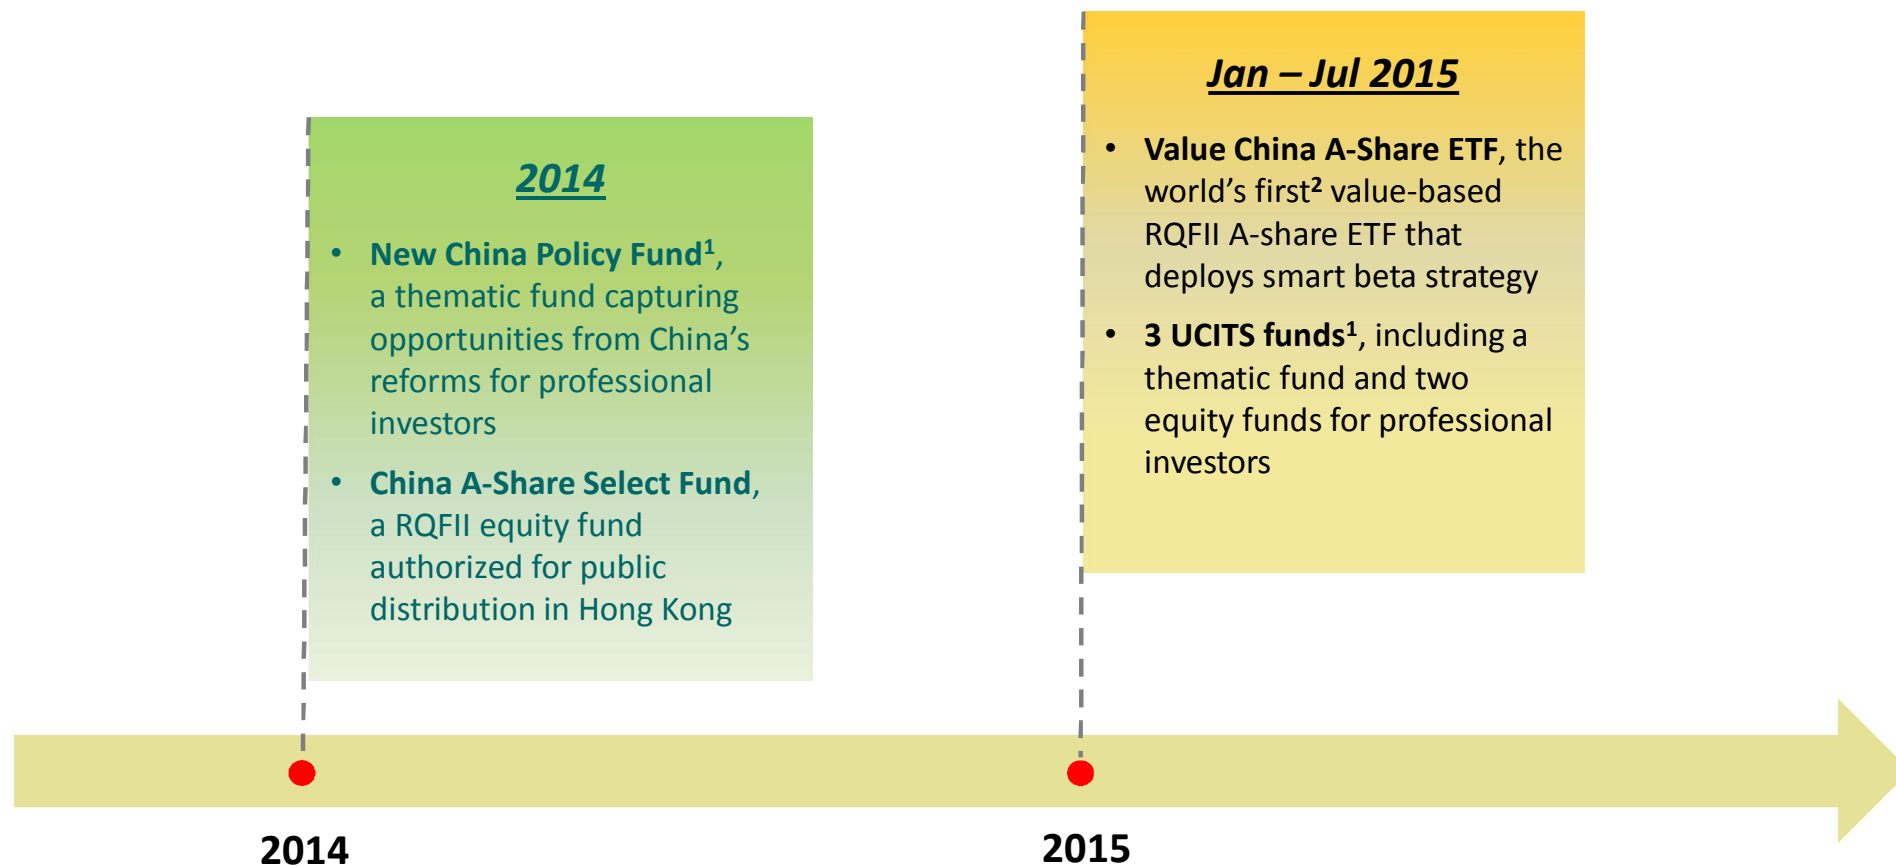 2014
• New China Policy Fund1,
a thematic fund capturing
opportunities from China’s
reforms for professional
investors
• China A-Share Select Fund,
a RQFII equity fund
authorized for public
distribution in Hong Kong
Jan – Jul 2015
• Value China A-Share ETF, the
world’s first2 value-based
RQFII A-share ETF that
deploys smart beta strategy
• 3 UCITS funds1, including a
thematic fund and two
equity funds for professional
investors
2014
2015